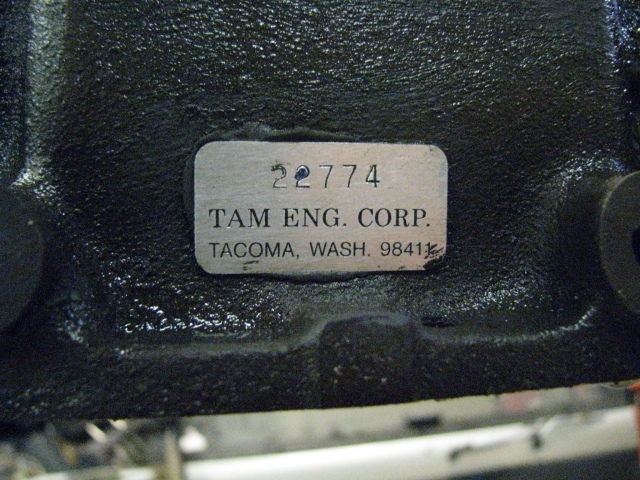 22774
TAM ENG. CORP.
TACOMA, WASH. 98411